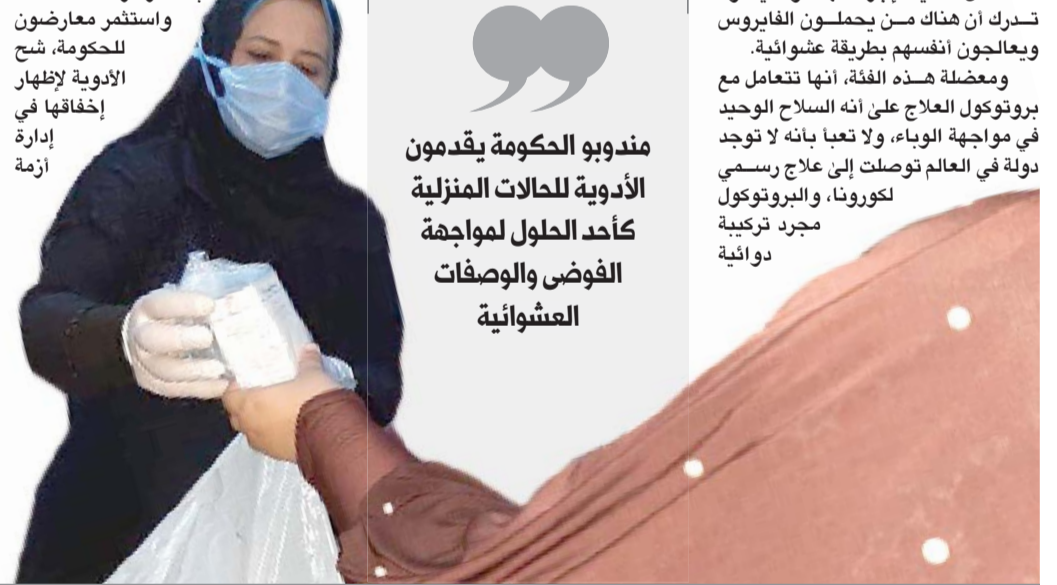 تدرك أن هناك من يحملون الفايروس
ويعالجون أنفسهم بطريقة عشوائية.
ومعضلة هذه الفئة، أنها تتعامل مع
بروتوكول العلاج على أنه السلاح الوحيد
في مواجهة الوباء، ولا تعبأ بأنه لا توجد
دولة في العالم توصلت إلى علاج رسمي
لكورونا، والبروتوكول
مجرد تركيبة
دوائية
مندوبو الحكومة يقدمون
الأدوية للحالات المنزلية
كأحد الحلول لمواجهة
الفوضى والوصفات
العشوائية
واستثمر معارضون
للحكومة، شح
الأدوية لإظهار
إخفاقها في
إدارة
أزمة